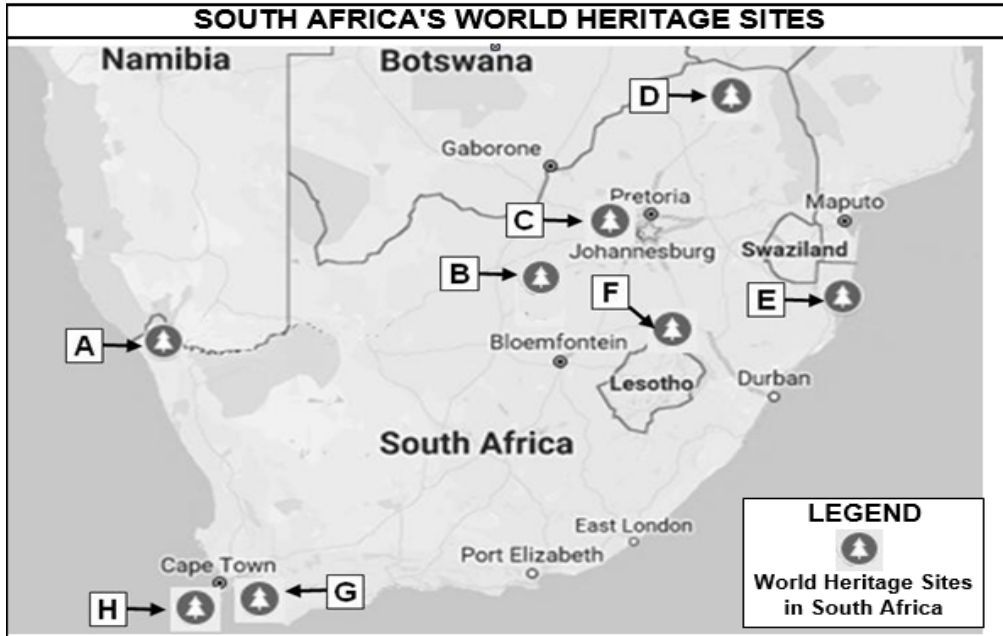 SOUTH AFRICA'S WORLD HERITAGE SITES
Namibia
Botswana
D
Gaborone
Pretoria
C
Maputo
Johannesburg
Swaziland
B
F
E
A
Bloemfontein
Lesotho
Durban
South Africa
LEGEND
East London
Cape Town
Port Elizabeth
World Heritage Sites
in South Africa
G
H